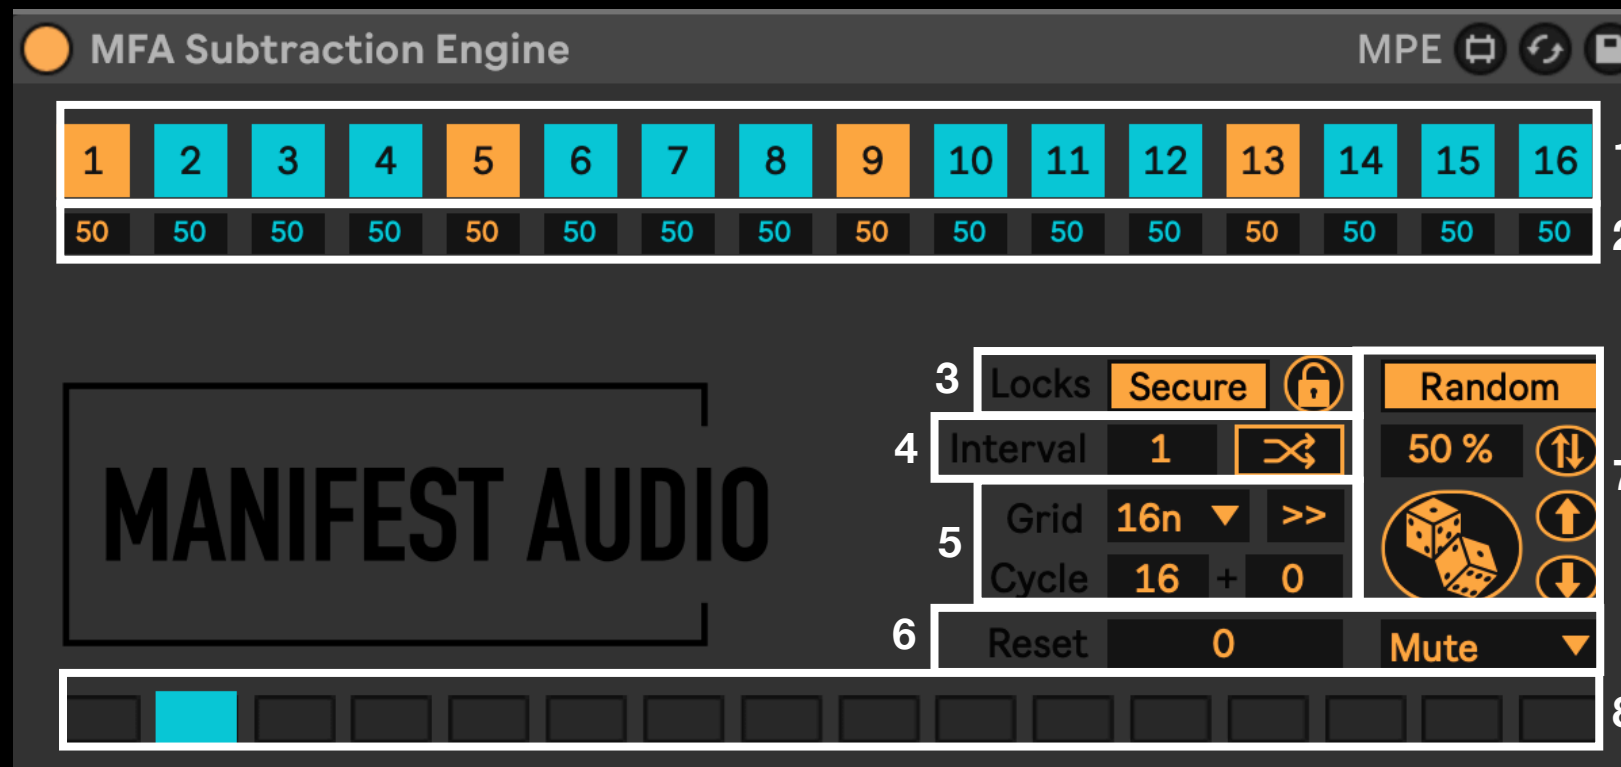 MFA Subtraction Engine MPE
1 2 3 4 5 6 7 8 9 10 11 12 13 14 15 16
50 50 50 50 50 50 50 50 50 50 50 50 50 50 50 50
3 Locks Secure Random
4 Interval 1 50 %
MANIFEST AUDIO
5 Grid 16n >>
Cycle 16 + 0
6 Reset 0 Mute